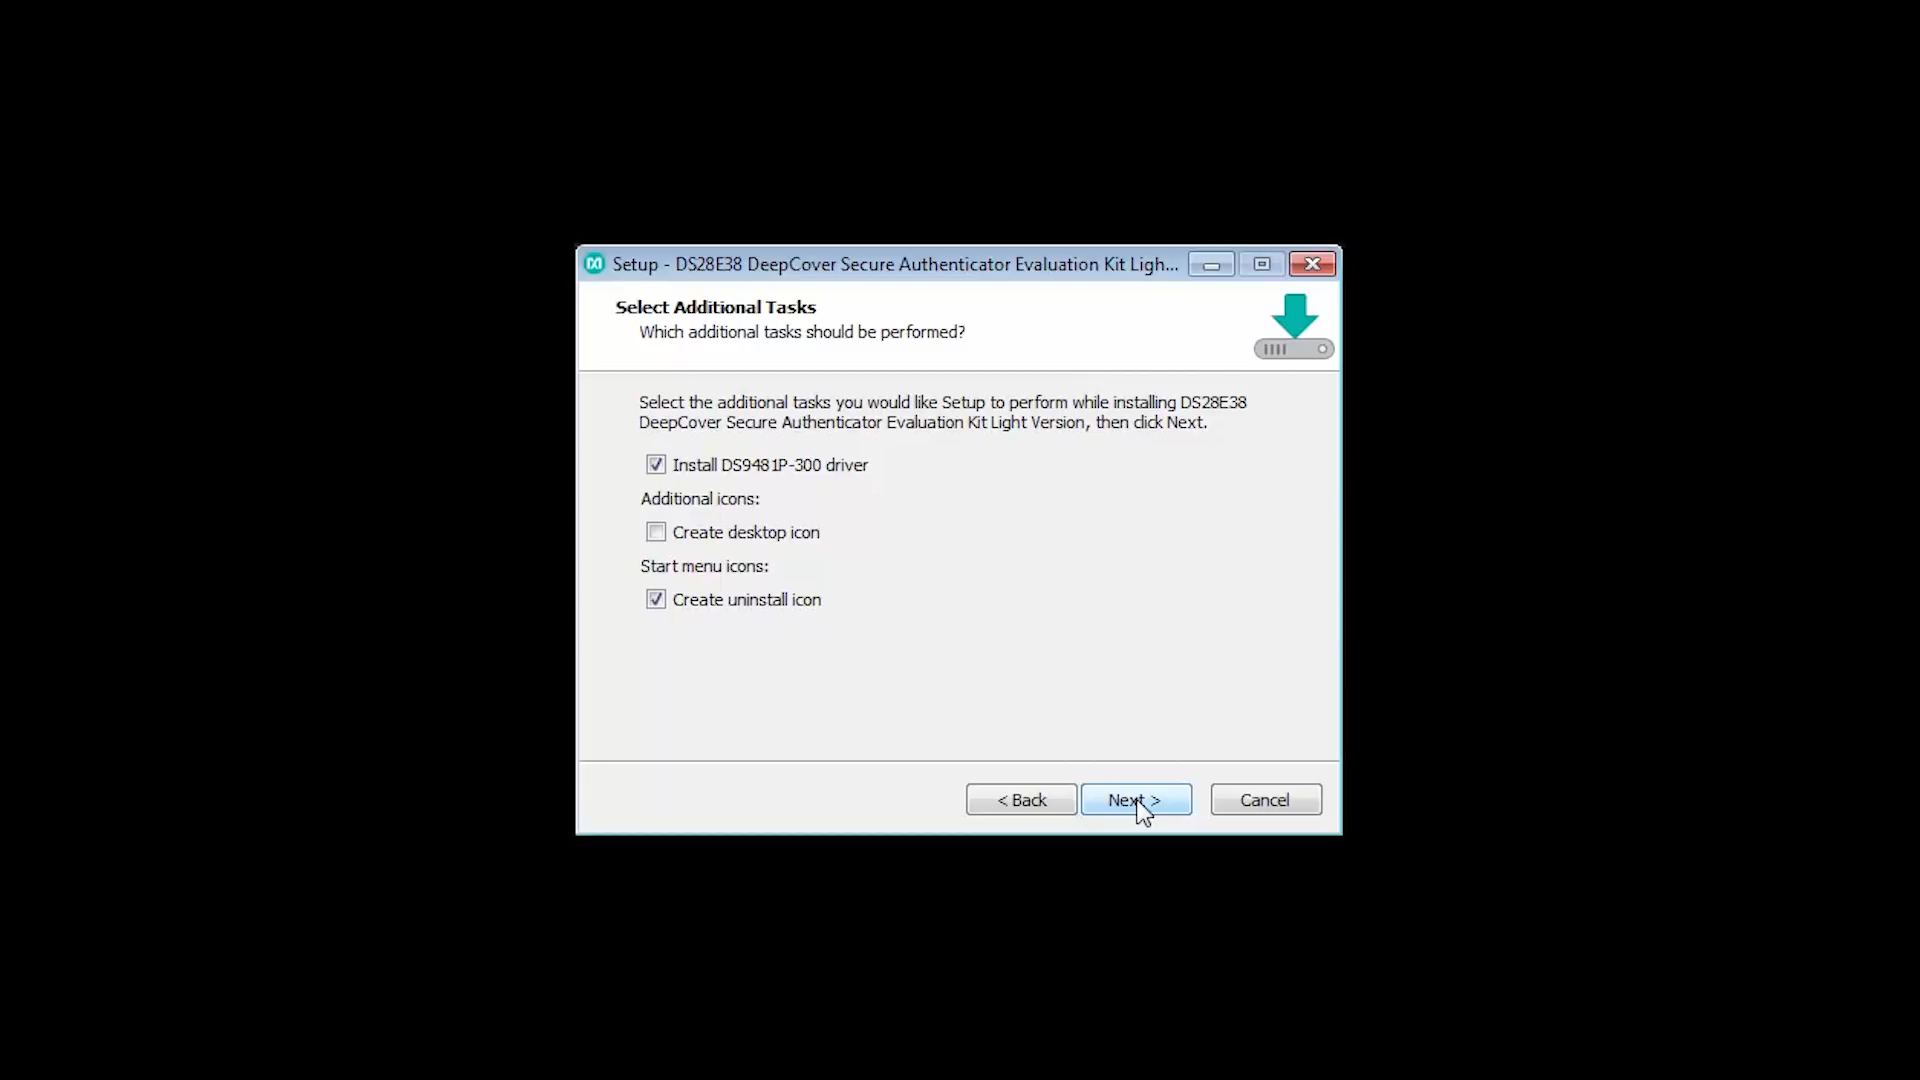 Setup - DS28E38 DeepCover Secure Authenticator Evaluation Kit Ligh...
Select Additional Tasks
Which additional tasks should be performed?
Select the additional tasks you would like Setup to perform while installing DS28E38
DeepCover Secure Authenticator Evaluation Kit Light Version, then click Next.
Install DS9481P-300 driver
Additional icons:
Create desktop icon
Start menu icons:
Create uninstall icon
< Back
Next >
Cancel